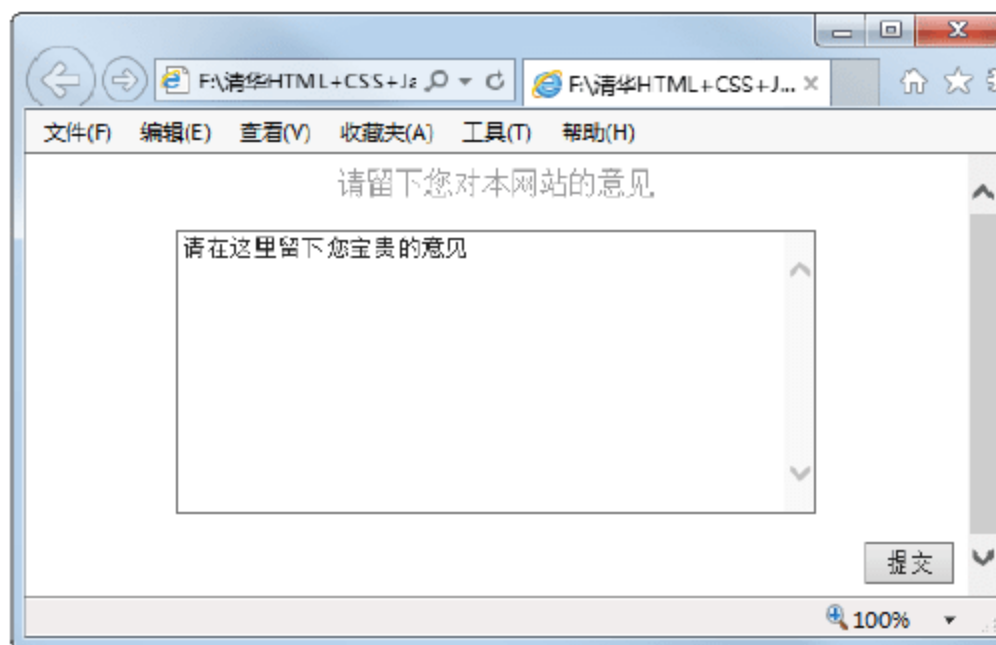 F:\清华HTML+CSS+Ja
F:\清华HTML+CSS+J...
文件(F) 编辑(E) 查看(V) 收藏夹(A) 工具(T) 帮助(H)
请留下您对本网站的意见
请在这里留下您宝贵的意见
提交
100%